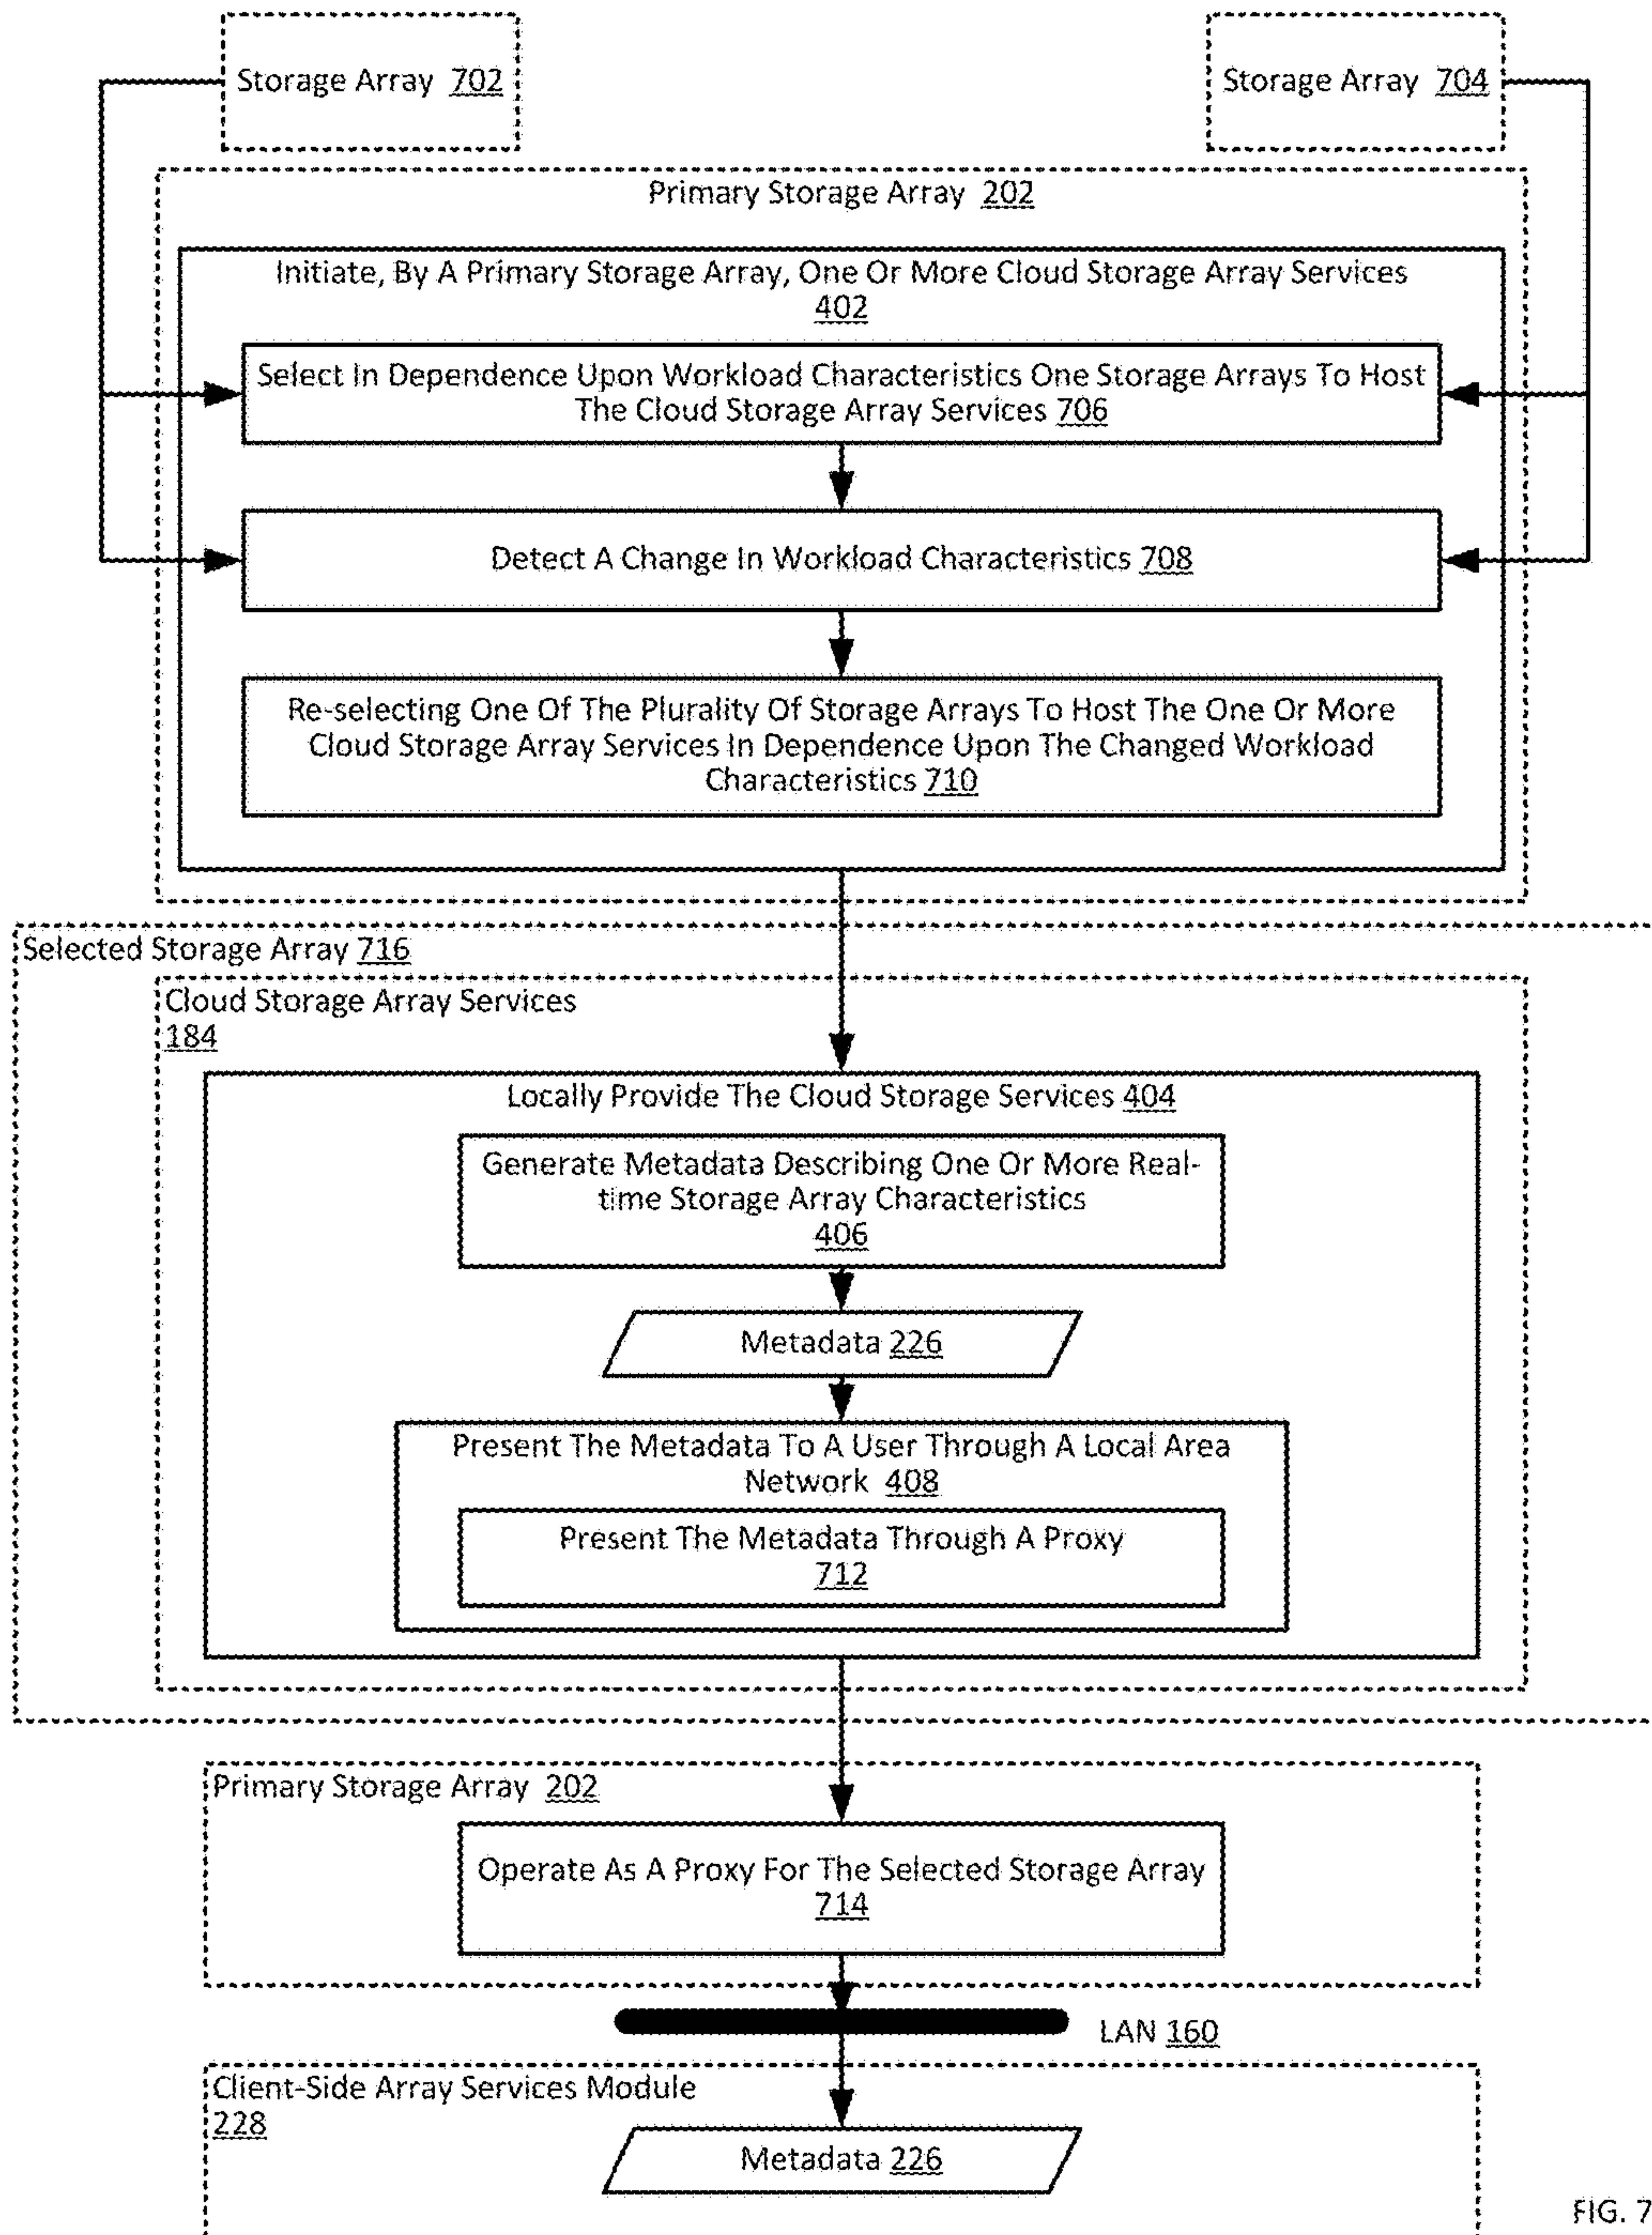 Storage Array 702
Storage Array 704
Primary Storage Array 202
Initiate, By A Primary Storage Array, One Or More Cloud Storage Array Services
402
Select In Dependence Upon Workload Characteristics One Storage Arrays To Host
The Cloud Storage Array Services 706
Detect A Change In Workload Characteristics 708
Re-selecting One Of The Plurality Of Storage Arrays To Host The One Or More
Cloud Storage Array Services In Dependence Upon The Changed Workload
Characteristics 710
Selected Storage Array 716
Cloud Storage Array Services
184
Locally Provide The Cloud Storage Services 404
Generate Metadata Describing One Or More Real-
time Storage Array Characteristics
406
Metadata 226
Present The Metadata To A User Through A Local Area
Network 408
Present The Metadata Through A Proxy
712
Primary Storage Array 202
Operate As A Proxy For The Selected Storage Array
714
LAN 160
Client-Side Array Services Module
228
Metadata 226
FIG. 7